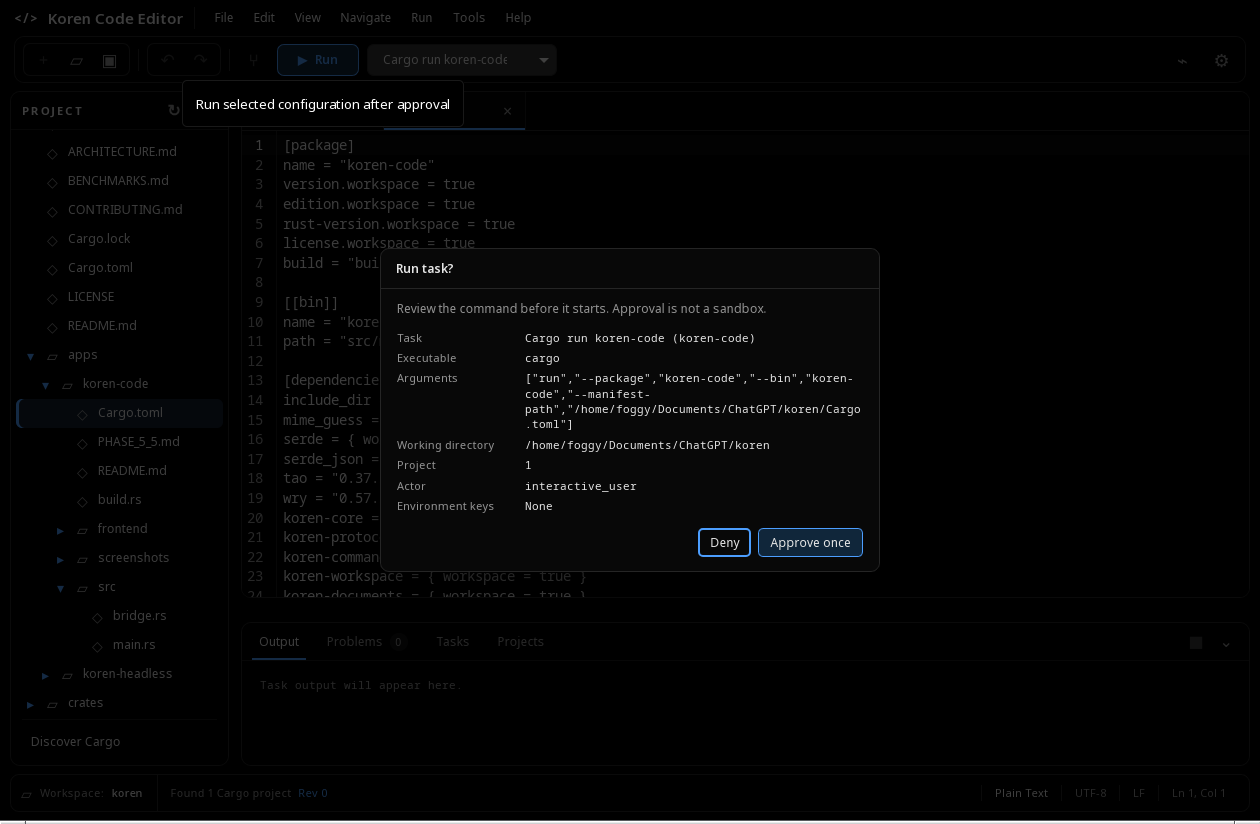 </> Koren Code Editor File Edit View Navigate Run Tools Help
Run Cargo run koren-code
Run selected configuration after approval
PROJECT
ARCHITECTURE.md
BENCHMARKS.md
CONTRIBUTING.md
Cargo.lock
Cargo.toml
LICENSE
README.md
apps
koren-code
Cargo.toml
PHASE_5_5.md
README.md
build.rs
frontend
screenshots
src
bridge.rs
main.rs
koren-headless
crates
Discover Cargo
1 [package]
2 name = "koren-code"
3 version.workspace = true
4 edition.workspace = true
5 rust-version.workspace = true
6 license.workspace = true
7 build = "bui
8
9 [[bin]]
10 name = "kore
11 path = "src/
12
13 [dependencie
14 include_dir
15 mime_guess =
16 serde = { wo
17 serde_json =
18 tao = "0.37.
19 wry = "0.57.
20 koren-core =
21 koren-protoc
22 koren-comman
23 koren-workspace = { workspace = true }
24 koren-documents = { workspace = true }
Run task?
Review the command before it starts. Approval is not a sandbox.
Task Cargo run koren-code (koren-code)
Executable cargo
Arguments ["run","--package","koren-code","--bin","koren-
code","--manifest-
path","/home/foggy/Documents/ChatGPT/koren/Cargo
.toml"]
Working directory /home/foggy/Documents/ChatGPT/koren
Project 1
Actor interactive_user
Environment keys None
Deny Approve once
Output Problems 0 Tasks Projects
Task output will appear here.
Workspace: koren Found 1 Cargo project Rev 0 Plain Text UTF-8 LF Ln 1, Col 1